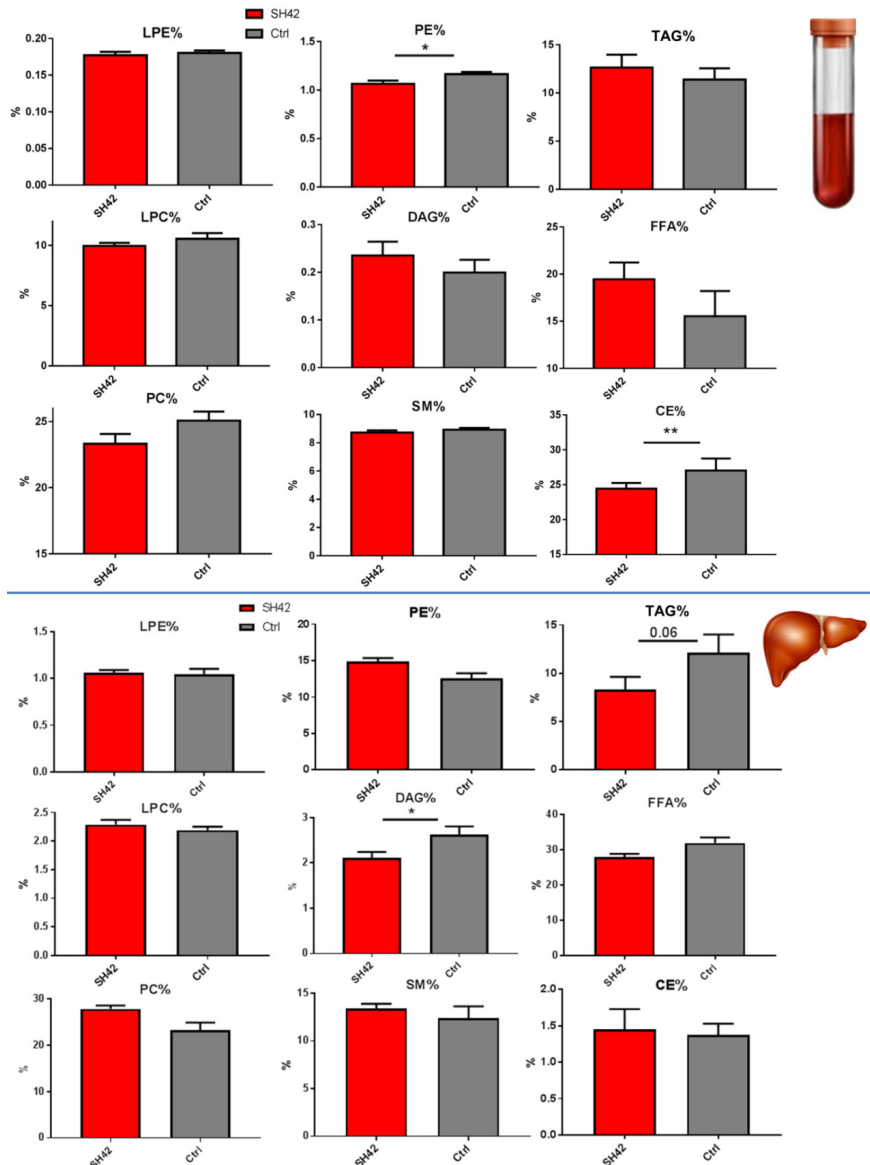 SH42
Ctrl
LPE%
0.20
0.15
0.10
0.05
0.00
%
SH42
Ctrl
PE%
*
1.5
1.0
0.5
0.0
%
SH42
Ctrl
TAG%
15
10
5
0
%
SH42
Ctrl
LPC%
10
5
0
%
SH42
Ctrl
DAG%
0.3
0.2
0.1
0.0
%
SH42
Ctrl
FFA%
25
20
15
10
%
SH42
Ctrl
PC%
25
20
15
%
SH42
Ctrl
SM%
10
8
6
4
2
0
%
SH42
Ctrl
CE%
**
35
30
25
20
15
%
SH42
Ctrl
SH42
Ctrl
LPE%
1.5
1.0
0.5
0.0
%
SH42
Ctrl
PE%
20
15
10
5
0
%
SH42
Ctrl
TAG%
0.06
15
10
5
0
%
SH42
Ctrl
LPC%
2.5
2.0
1.5
1.0
0.5
0.0
%
SH42
Ctrl
DAG%
*
3
2
1
0
%
SH42
Ctrl
FFA%
40
30
20
10
0
%
SH42
Ctrl
PC%
30
20
10
0
%
SH42
Ctrl
SM%
15
10
5
0
%
SH42
Ctrl
CE%
2.0
1.5
1.0
0.5
0.0
%
SH42
Ctrl